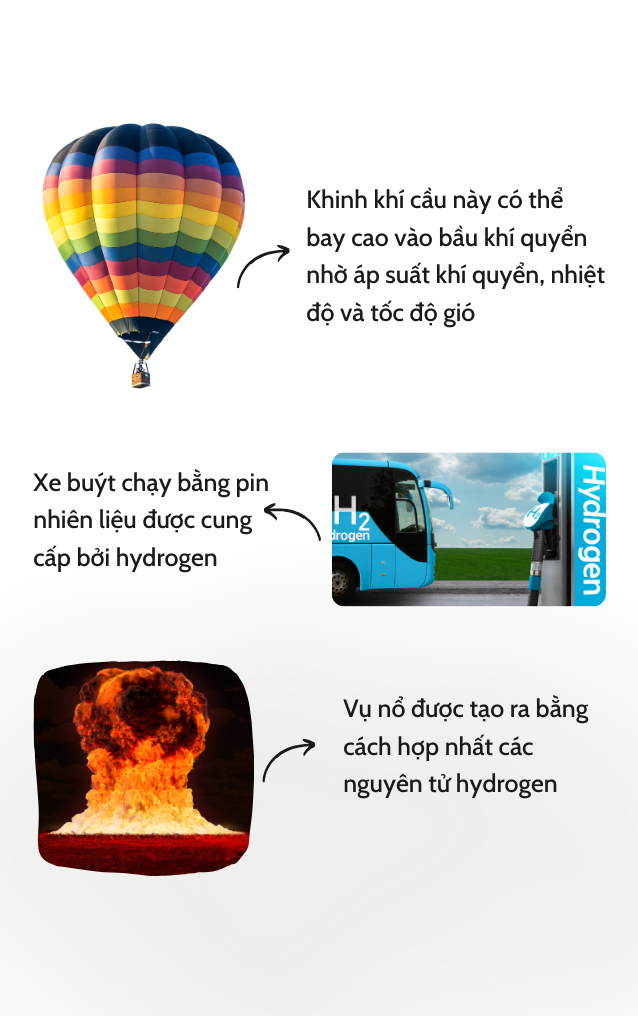 Khinh khí cầu này có thể
bay cao vào bầu khí quyển
nhờ áp suất khí quyển, nhiệt
độ và tốc độ gió
Xe buýt chạy bằng pin
nhiên liệu được cung
cấp bởi hydrogen
H2
drogen
H2
Hydrogen
Vụ nổ được tạo ra bằng
cách hợp nhất các
nguyên tử hydrogen